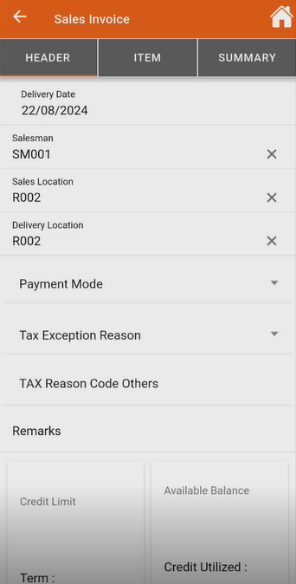 Sales Invoice
HEADER
ITEM
SUMMARY
Delivery Date
22/08/2024
Salesman
SM001
Sales Location
R002
Delivery Location
R002
Payment Mode
Tax Exception Reason
TAX Reason Code Others
Remarks
Credit Limit
Available Balance
Term :
Credit Utilized :